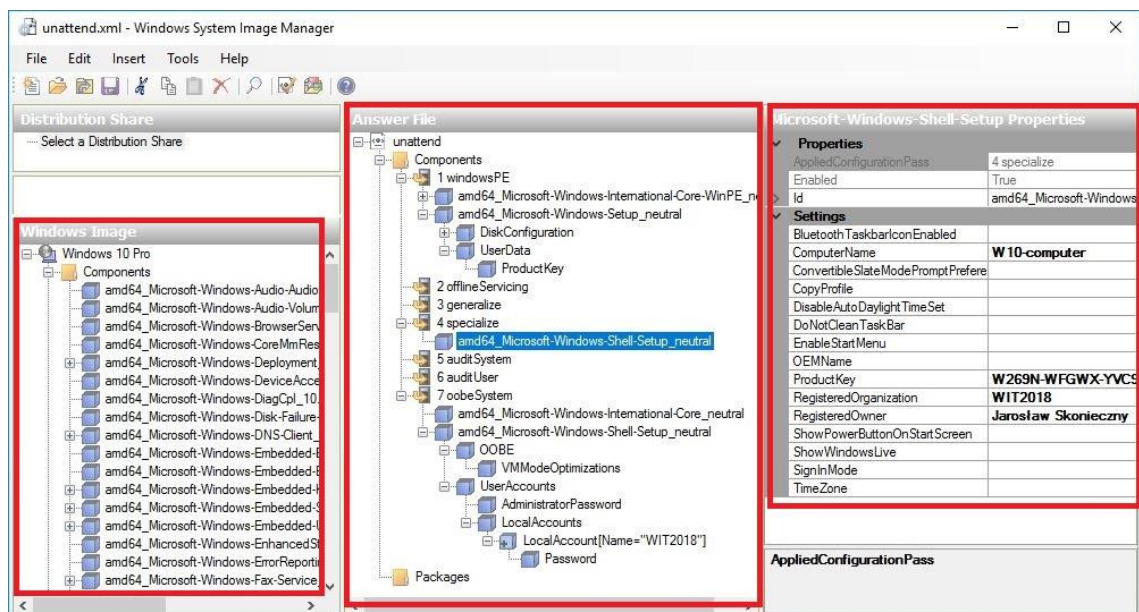 unattend.xml - Windows System Image Manager
File Edit Insert Tools Help
Distribution Share
Select a Distribution Share
Windows Image
Windows 10 Pro
Components
amd64_Microsoft-Windows-Audio-Audio
amd64_Microsoft-Windows-Audio-Volum
amd64_Microsoft-Windows-BrowserServ
amd64_Microsoft-Windows-CoreMmRes
amd64_Microsoft-Windows-Deployment_
amd64_Microsoft-Windows-DeviceAcce
amd64_Microsoft-Windows-DiagCpl_10.
amd64_Microsoft-Windows-Disk-Failure-
amd64_Microsoft-Windows-DNS-Client_
amd64_Microsoft-Windows-Embedded-E
amd64_Microsoft-Windows-Embedded-E
amd64_Microsoft-Windows-Embedded-K
amd64_Microsoft-Windows-Embedded-S
amd64_Microsoft-Windows-Embedded-U
amd64_Microsoft-Windows-EnhancedSt
amd64_Microsoft-Windows-ErrorReportin
amd64_Microsoft-Windows-Fax-Service_
Answer File
unattend
Components
1 windowsPE
amd64_Microsoft-Windows-International-Core-WinPE_ne
amd64_Microsoft-Windows-Setup_neutral
DiskConfiguration
UserData
ProductKey
2 offlineServicing
3 generalize
4 specialize
amd64_Microsoft-Windows-Shell-Setup_neutral
5 auditSystem
6 auditUser
7 oobeSystem
amd64_Microsoft-Windows-International-Core_neutral
amd64_Microsoft-Windows-Shell-Setup_neutral
OOBE
VMModeOptimizations
UserAccounts
AdministratorPassword
LocalAccounts
LocalAccount[Name="WIT2018"]
Password
Packages
Microsoft-Windows-Shell-Setup Properties
Properties
AppliedConfigurationPass 4 specialize
Enabled True
Id amd64_Microsoft-Windows
Settings
BluetoothTaskbarIconEnabled
ComputerName W10-computer
ConvertibleSlateModePromptPrefere
CopyProfile
DisableAutoDaylightTimeSet
DoNotCleanTaskBar
EnableStartMenu
OEMName
ProductKey W269N-WFGWX-YVC9
RegisteredOrganization WIT2018
RegisteredOwner Jarosław Skonieczny
ShowPowerButtonOnStartScreen
ShowWindowsLive
SignInMode
TimeZone
AppliedConfigurationPass